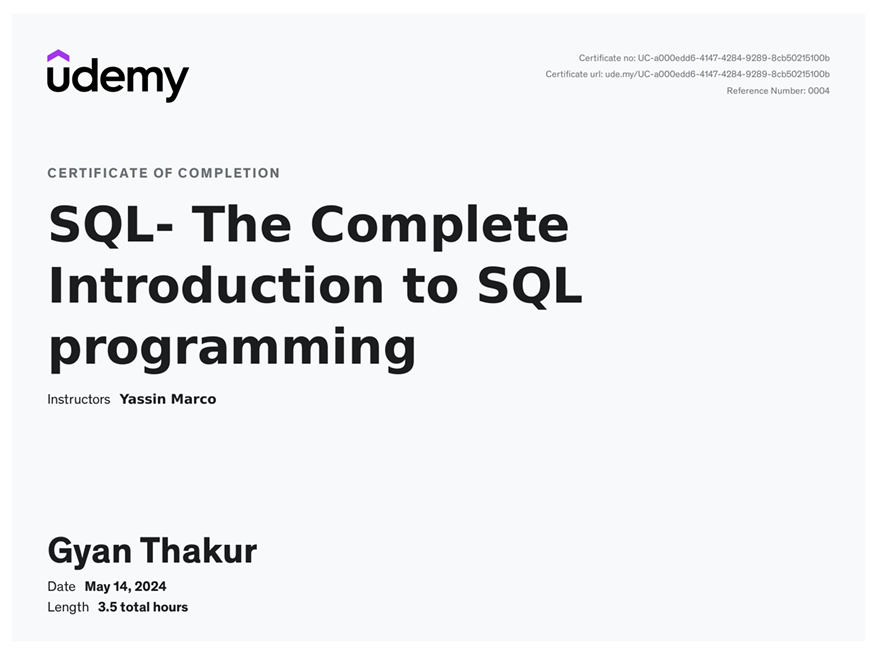 udemy
Certificate no: UC-a000edd6-4147-4284-9289-8cb50215100b
Certificate url: ude.my/UC-a000edd6-4147-4284-9289-8cb50215100b
Reference Number: 0004
CERTIFICATE OF COMPLETION
SQL- The Complete
Introduction to SQL
programming
Instructors Yassin Marco
Gyan Thakur
Date May 14, 2024
Length 3.5 total hours